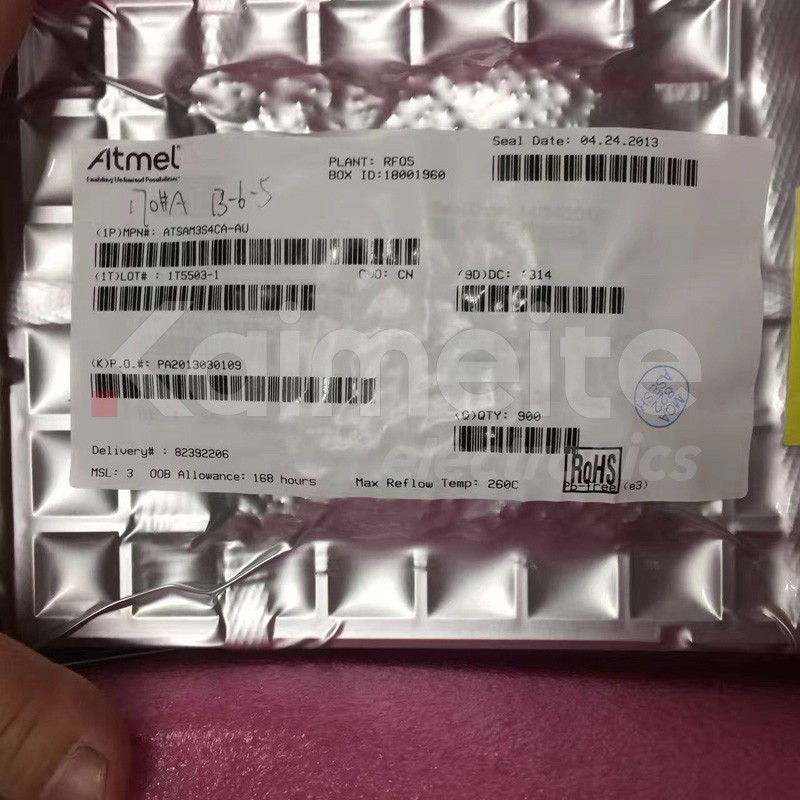 Atmel
Enabling Unlimited Possibilities
PLANT: RF05
BOX ID:18001960
Seal Date: 04.24.2013
170#A B-6-5
(1P)MPN#: ATSAM3S4CA-AU
(1T)LOT# : 1T5503-1
CN
(9D)DC: 1314
(K)P.O.#: PA2013030109
(Q)QTY: 900
Delivery# : 82392206
MSL: 3 OOB Allowance: 168 hours
Max Reflow Temp: 260C
RoHS
Pb-free (e3)
Kaimeite
electronics